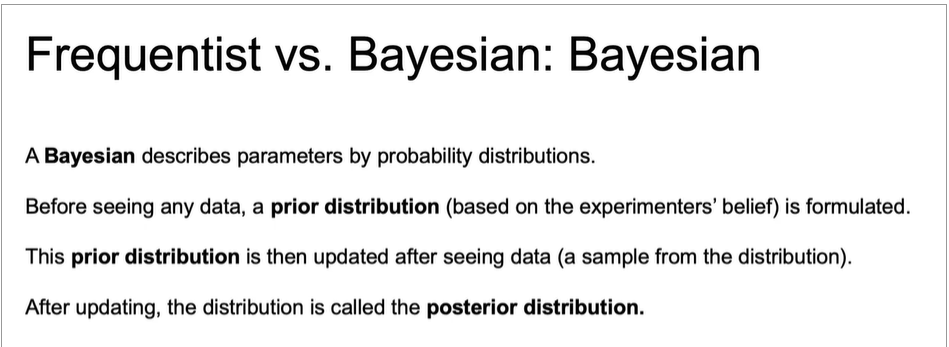 Frequentist vs. Bayesian: Bayesian
A Bayesian describes parameters by probability distributions.
Before seeing any data, a prior distribution (based on the experimenters’ belief) is formulated.
This prior distribution is then updated after seeing data (a sample from the distribution).
After updating, the distribution is called the posterior distribution.